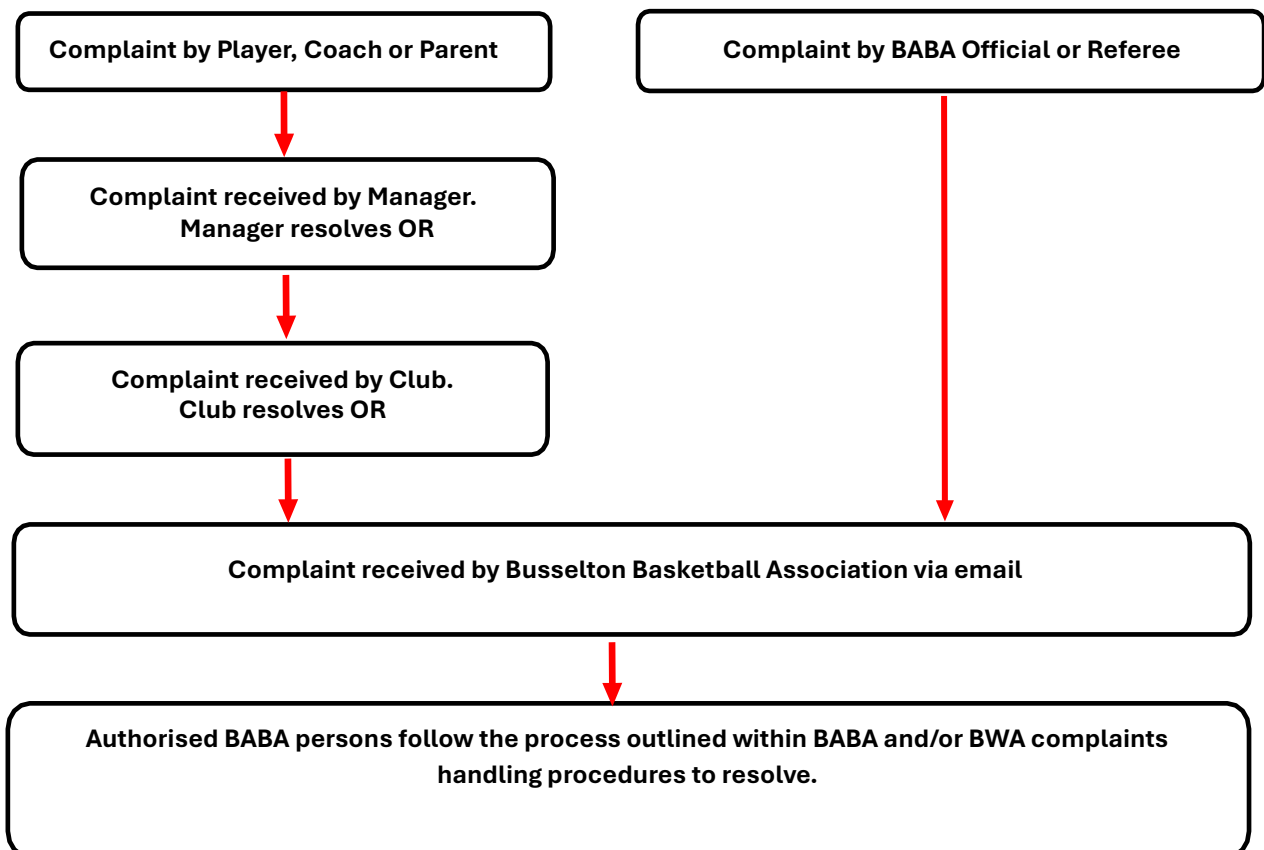 Complaint by Player, Coach or Parent
Complaint by BABA Official or Referee
Complaint received by Manager.
Manager resolves OR
Complaint received by Club.
Club resolves OR
Complaint received by Busselton Basketball Association via email
Authorised BABA persons follow the process outlined within BABA and/or BWA complaints
handling procedures to resolve.